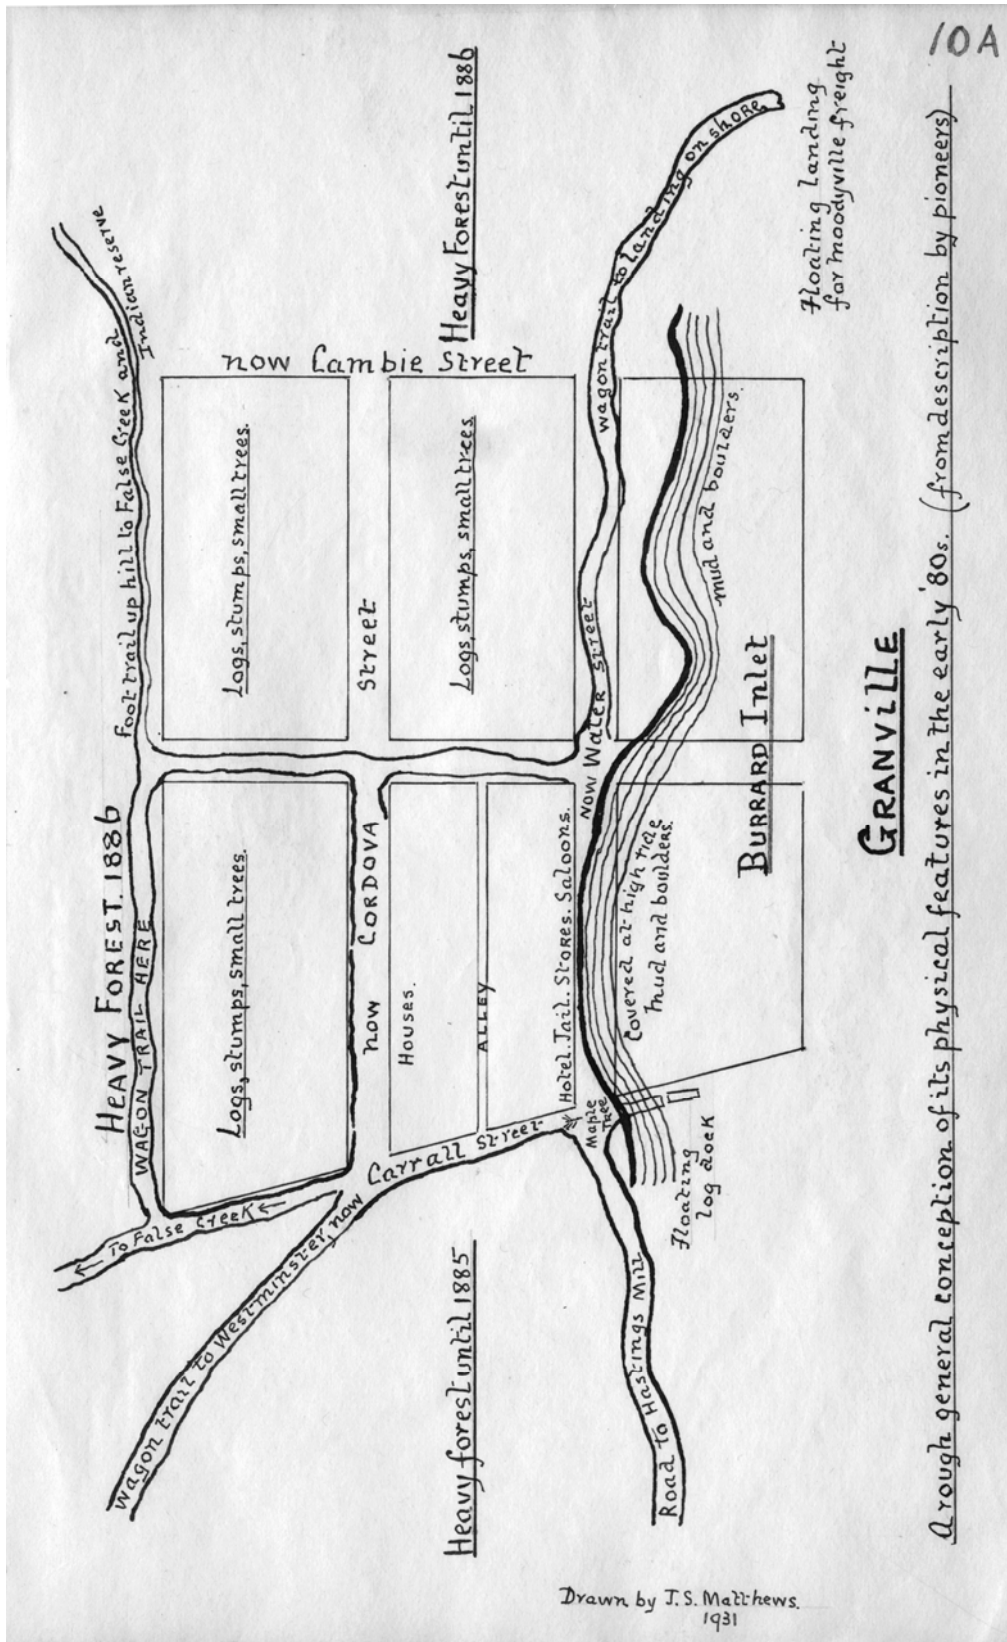 10A
Heavy Forest until 1886
Floating Landing
for Moodyville freight
Wagon trail to Landing on shore
Foot trail up hill to False Creek and
Indian reserve
now Cambie Street
Logs, stumps, small trees.
Street
Logs, stumps, small trees.
mud and boulders.
HEAVY FOREST. 1886
WAGON TRAIL HERE
Logs, stumps, small trees.
now CORDOVA
HOUSES.
ALLEY
Hotel. Jail. Stores. Saloons.
NOW WATER STREET
Covered at high tide
Mud and boulders.
BURRARD INLET
To False Creek
Wagon trail to Westminster, now
Carrall Street
Maple
Tree
Floating
Log dock
Road to Hastings Mill
Heavy forest until 1885
GRANVILLE
A rough general conception of its physical features in the early '80s. (from description by pioneers)
Drawn by J.S. Matthews.
1931